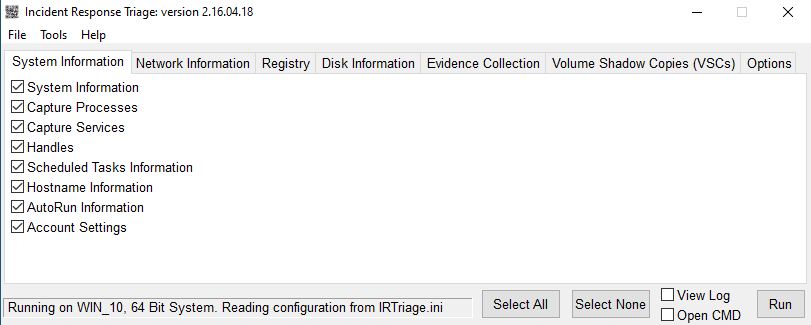 Incident Response Triage: version 2.16.04.18
File Tools Help
System Information Network Information Registry Disk Information Evidence Collection Volume Shadow Copies (VSCs) Options
System Information
Capture Processes
Capture Services
Handles
Scheduled Tasks Information
Hostname Information
AutoRun Information
Account Settings
Running on WIN_10, 64 Bit System. Reading configuration from IRTriage.ini
Select All
Select None
View Log
Open CMD
Run